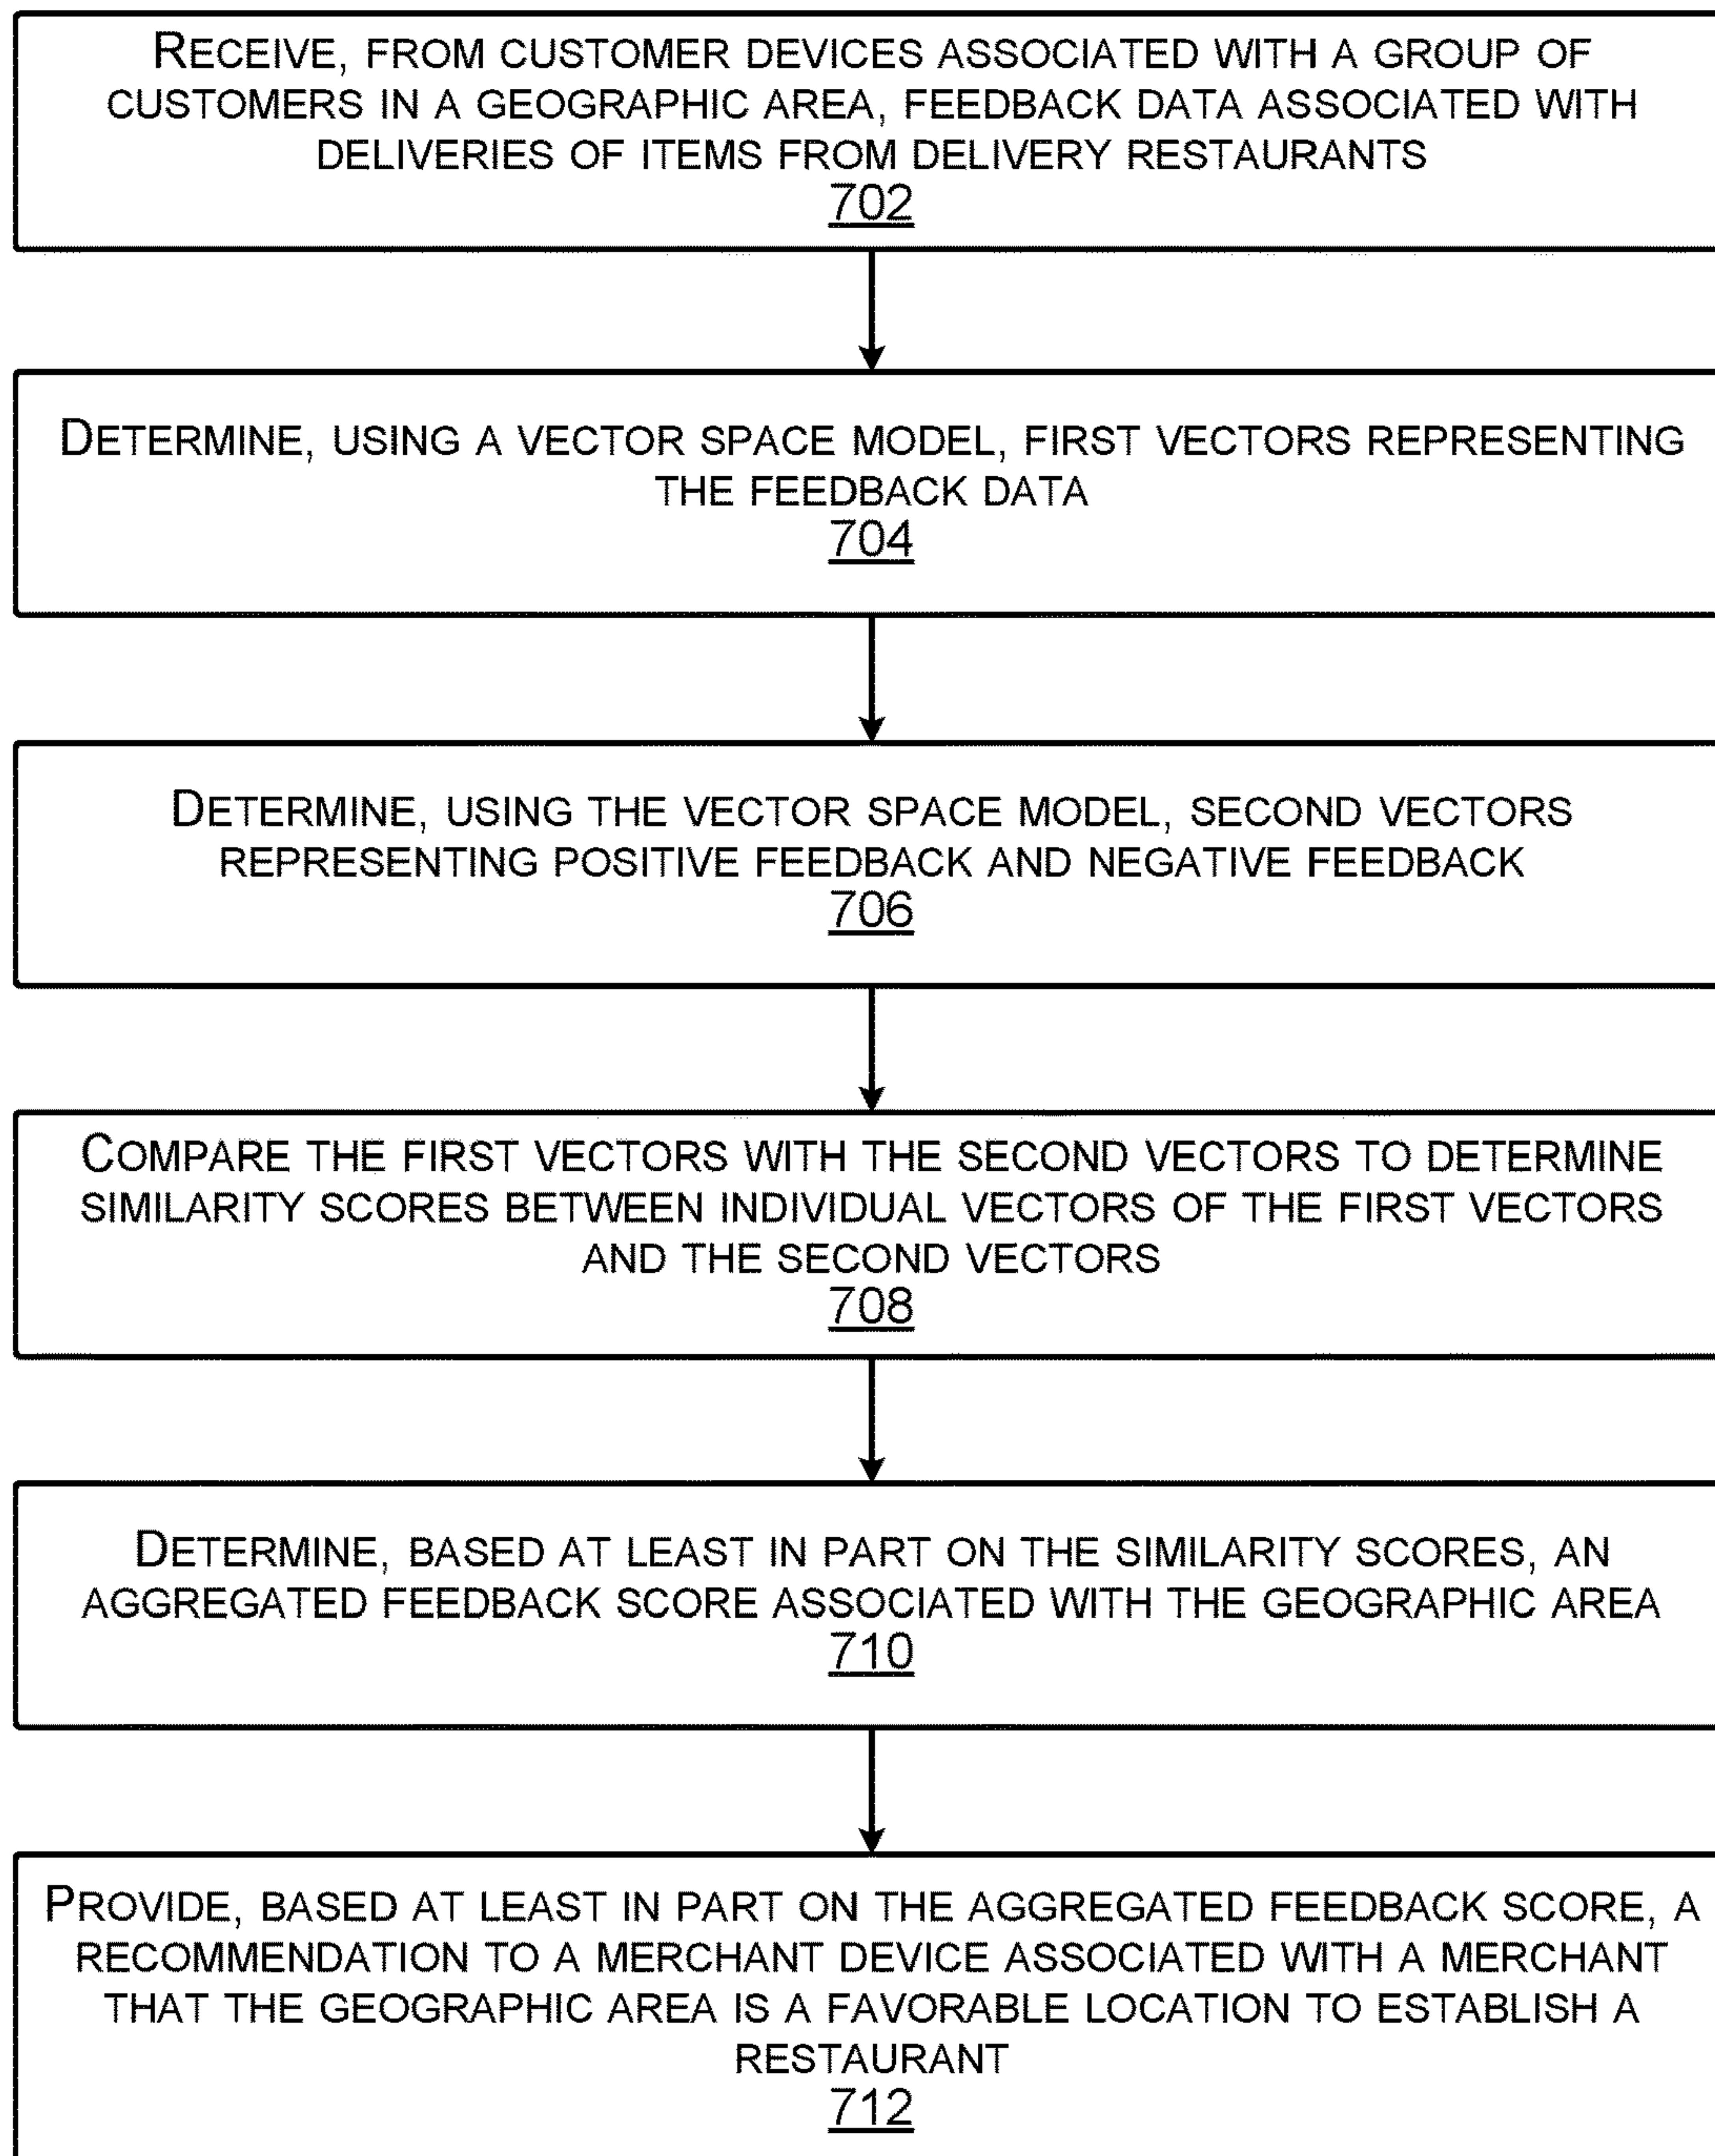 RECEIVE, FROM CUSTOMER DEVICES ASSOCIATED WITH A GROUP OF
CUSTOMERS IN A GEOGRAPHIC AREA, FEEDBACK DATA ASSOCIATED WITH
DELIVERIES OF ITEMS FROM DELIVERY RESTAURANTS
702
DETERMINE, USING A VECTOR SPACE MODEL, FIRST VECTORS REPRESENTING
THE FEEDBACK DATA
704
DETERMINE, USING THE VECTOR SPACE MODEL, SECOND VECTORS
REPRESENTING POSITIVE FEEDBACK AND NEGATIVE FEEDBACK
706
COMPARE THE FIRST VECTORS WITH THE SECOND VECTORS TO DETERMINE
SIMILARITY SCORES BETWEEN INDIVIDUAL VECTORS OF THE FIRST VECTORS
AND THE SECOND VECTORS
708
DETERMINE, BASED AT LEAST IN PART ON THE SIMILARITY SCORES, AN
AGGREGATED FEEDBACK SCORE ASSOCIATED WITH THE GEOGRAPHIC AREA
710
PROVIDE, BASED AT LEAST IN PART ON THE AGGREGATED FEEDBACK SCORE, A
RECOMMENDATION TO A MERCHANT DEVICE ASSOCIATED WITH A MERCHANT
THAT THE GEOGRAPHIC AREA IS A FAVORABLE LOCATION TO ESTABLISH A
RESTAURANT
712